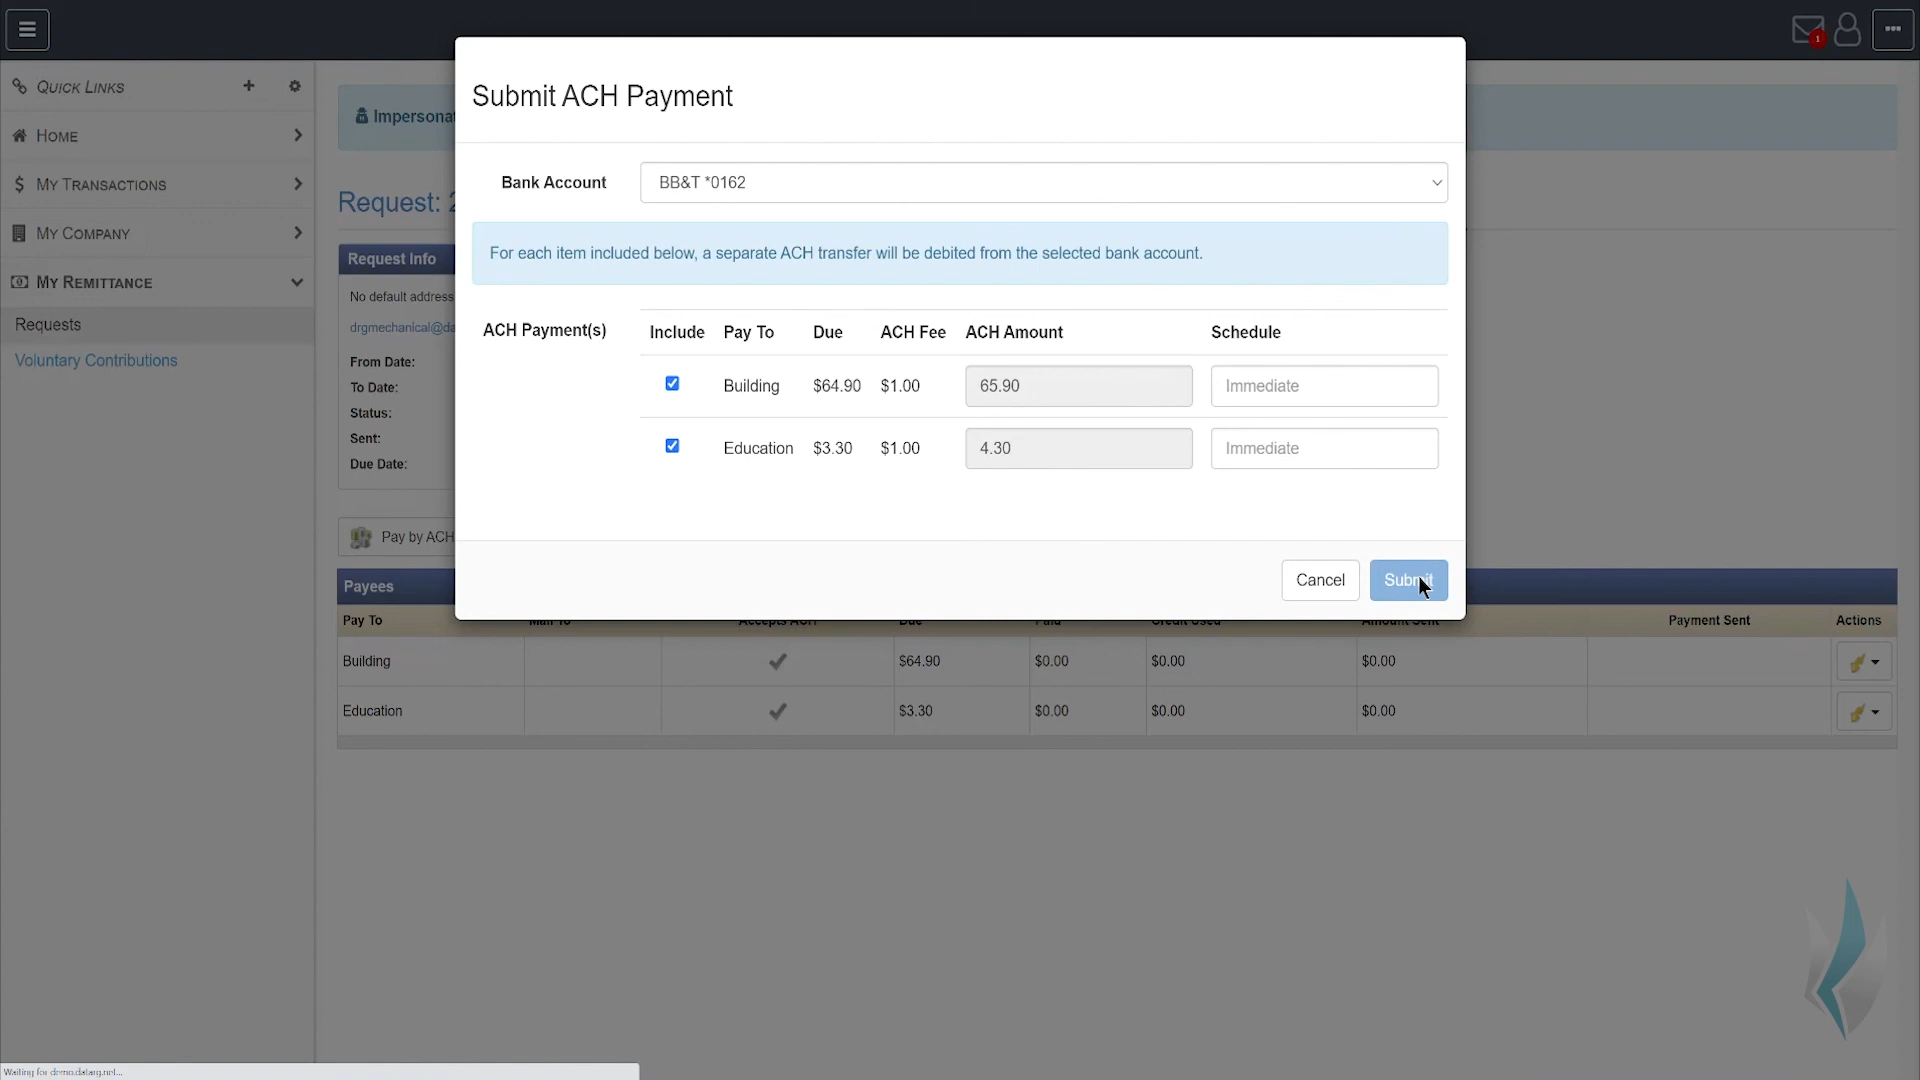 1
QUICK LINKS
HOME
MY TRANSACTIONS
MY COMPANY
MY REMITTANCE
Requests
Voluntary Contributions
Request:
Request Info
No default address
From Date:
To Date:
Status:
Sent:
Due Date:
Pay by ACH
Submit ACH Payment
Bank Account BB&T *0162
For each item included below, a separate ACH transfer will be debited from the selected bank account.
ACH Payment(s) Include Pay To Due ACH Fee ACH Amount Schedule
Building $64.90 $1.00 65.90 Immediate
Education $3.30 $1.00 4.30 Immediate
Cancel Submit
Payees
Pay To Mail To Accepts ACH Due Paid Credit Used Amount Sent Payment Sent Actions
Building $64.90 $0.00 $0.00 $0.00
Education $3.30 $0.00 $0.00 $0.00
Waiting for demo.datarg.net...